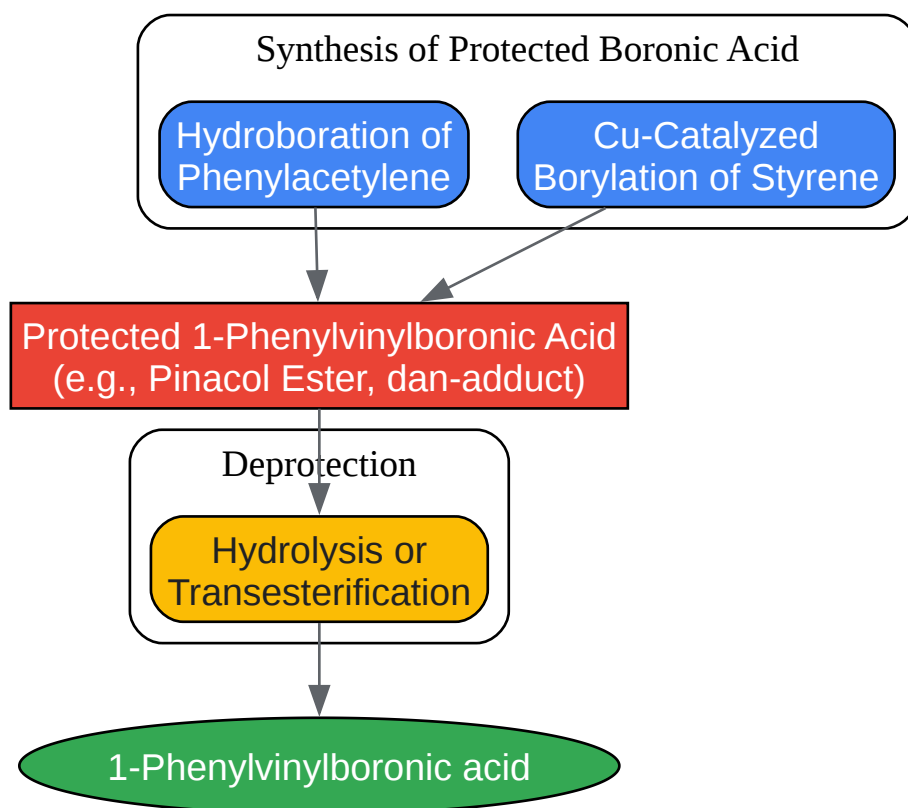 Synthesis of Protected Boronic Acid
Hydroboration of
Phenylacetylene
Cu-Catalyzed
Borylation of Styrene
Protected 1-Phenylvinylboronic Acid
(e.g., Pinacol Ester, dan-adduct)
Deprotection
Hydrolysis or
Transesterification
1-Phenylvinylboronic acid